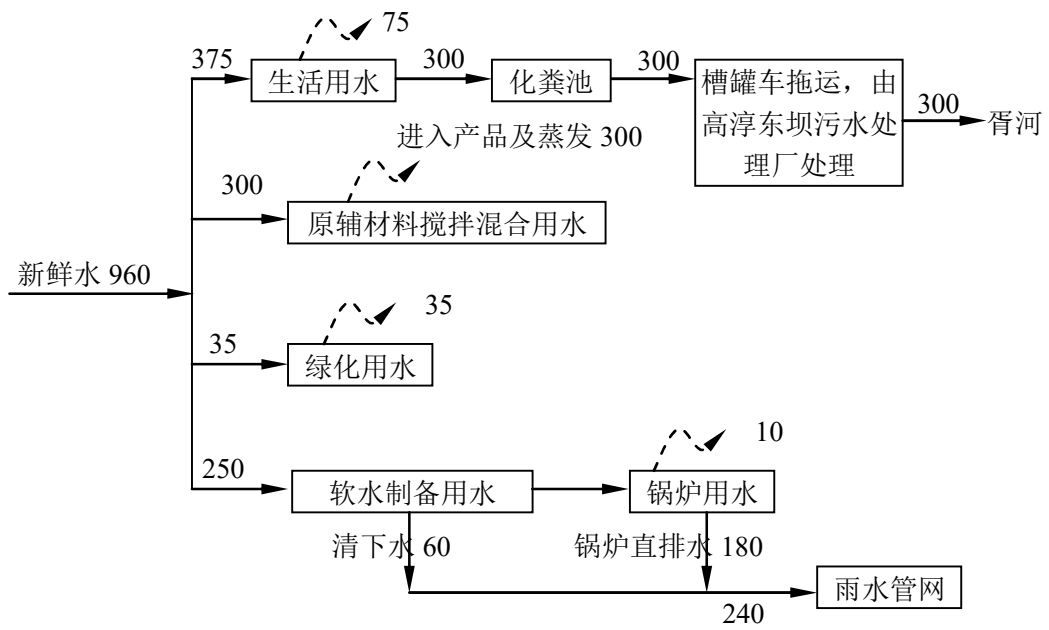 75
375
生活用水
300
化粪池
300
槽罐车拖运，由
高淳东坝污水处
理厂处理
300
胥河
进入产品及蒸发 300
300
原辅材料搅拌混合用水
新鲜水 960
35
35
绿化用水
10
250
软水制备用水
锅炉用水
清下水 60
锅炉直排水 180
雨水管网
240